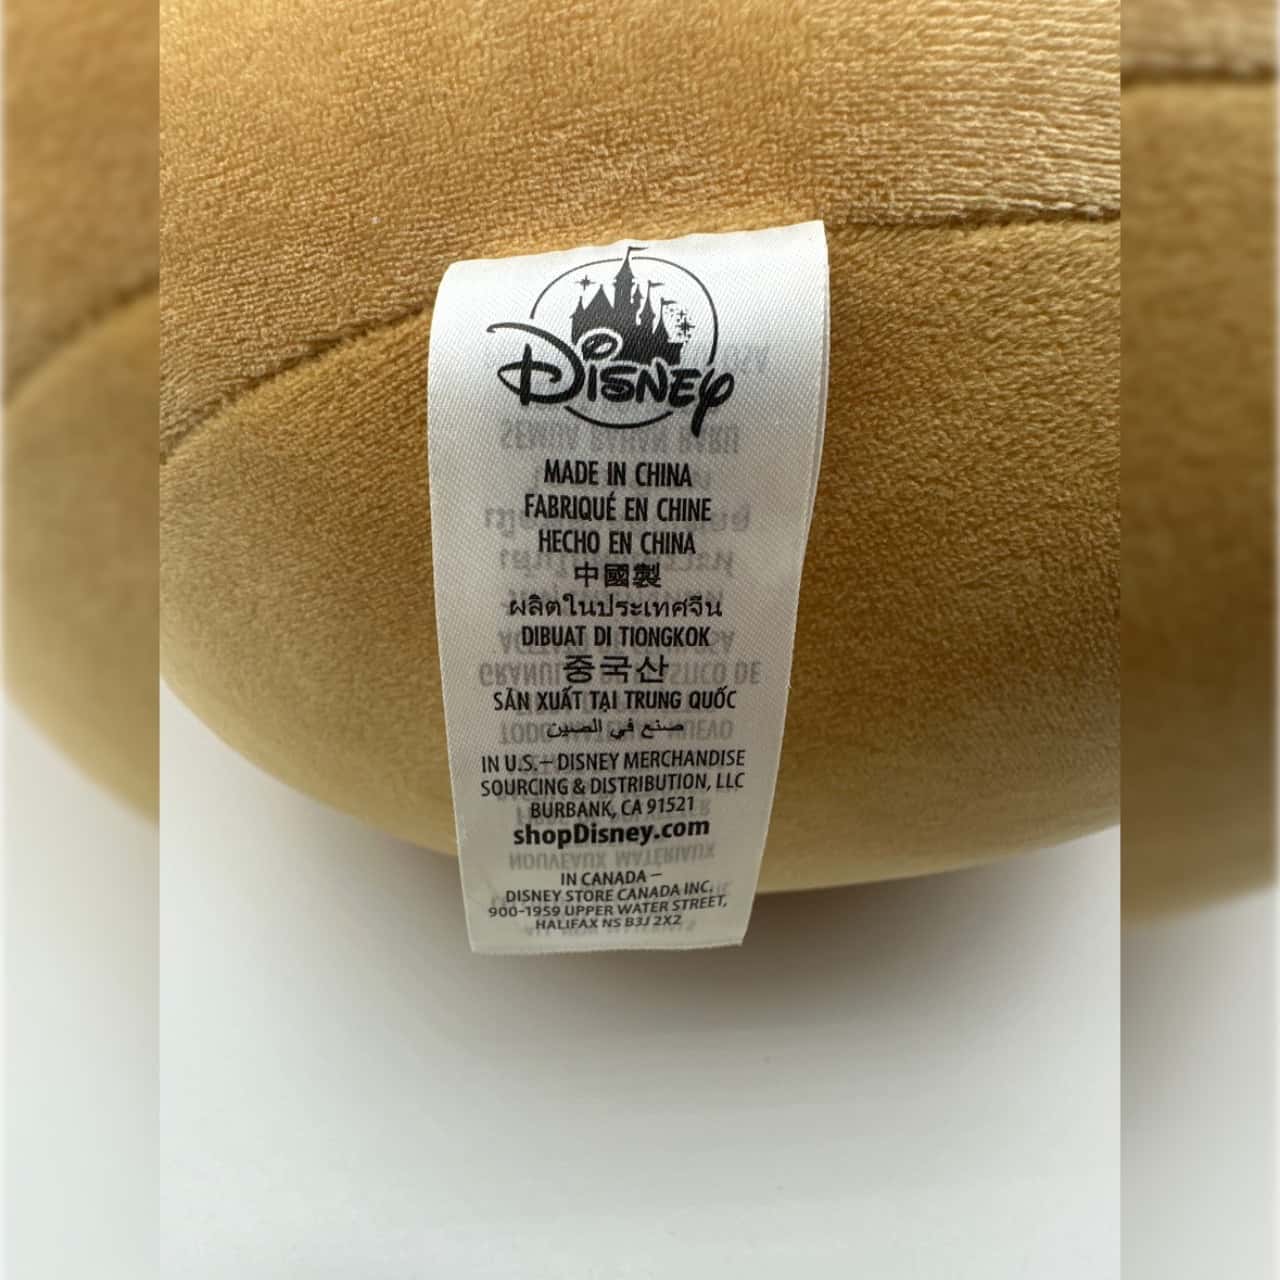 Disney
MADE IN CHINA
FABRIQUÉ EN CHINE
HECHO EN CHINA
中國製
ผลิตในประเทศจีน
DIBUAT DI TIONGKOK
중국산
SẢN XUẤT TẠI TRUNG QUỐC
صنع في الصين
IN U.S.– DISNEY MERCHANDISE
SOURCING & DISTRIBUTION, LLC
BURBANK, CA 91521
shopDisney.com
IN CANADA –
DISNEY STORE CANADA INC.
900-1959 UPPER WATER STREET,
HALIFAX NS B3J 2X2